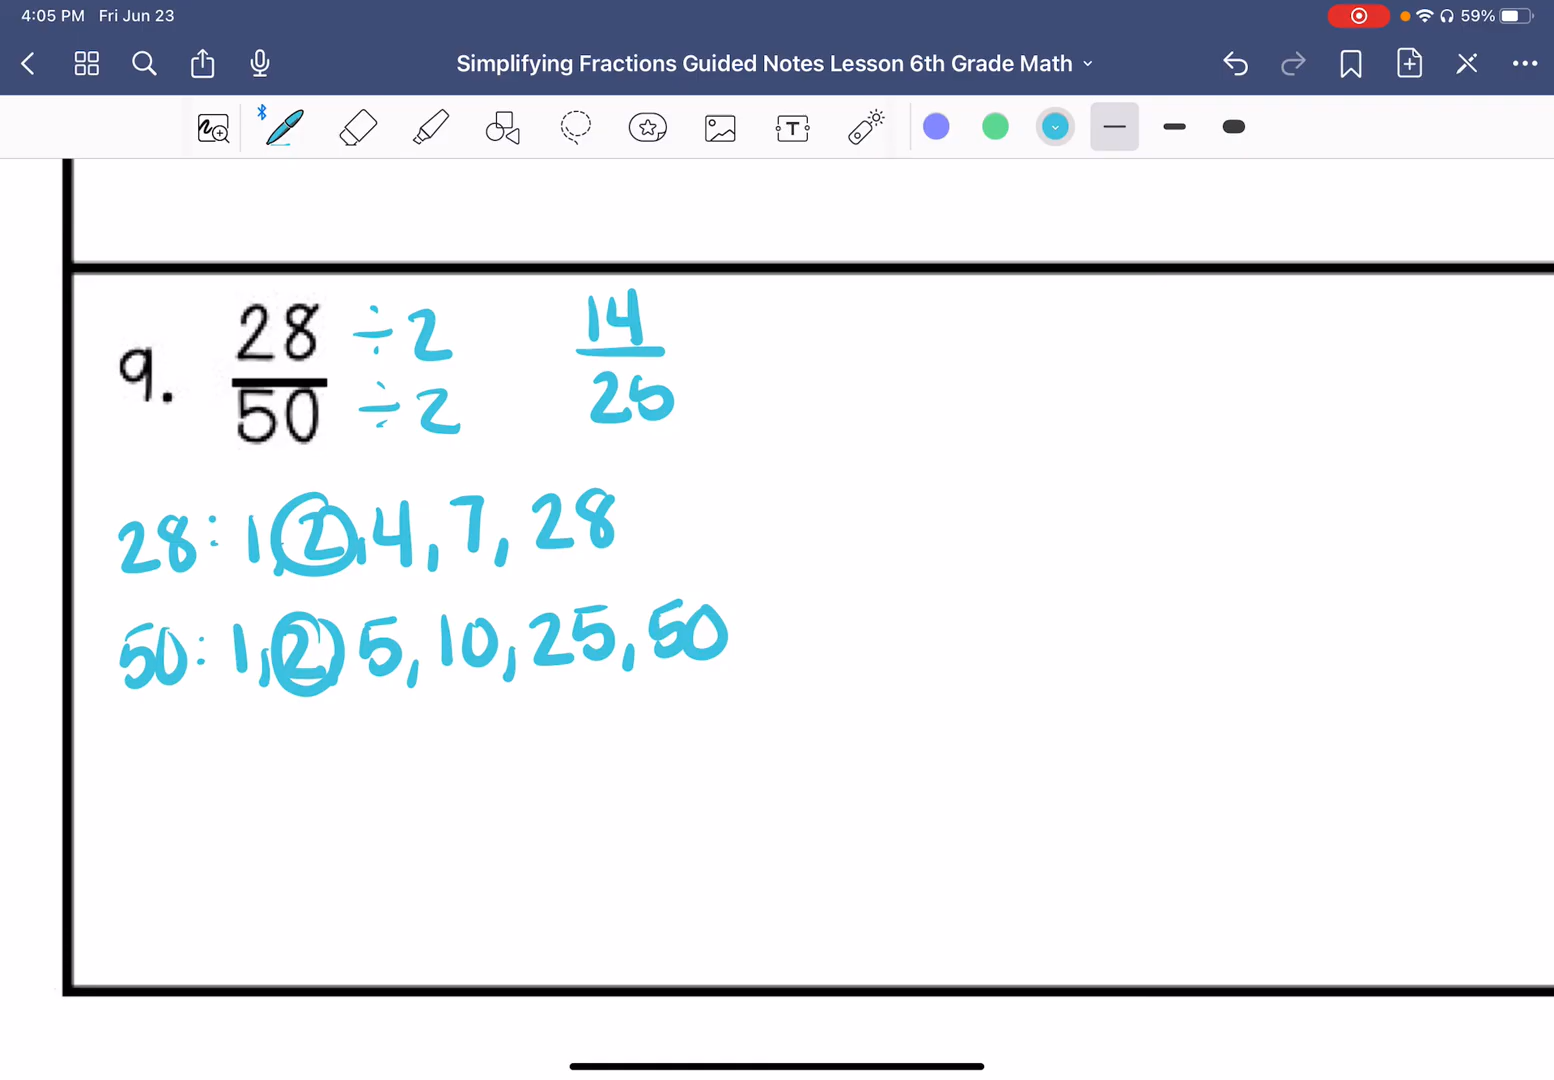 4:05 PM Fri Jun 23
59%
Simplifying Fractions Guided Notes Lesson 6th Grade Math
T
9. 28/50 ÷2 ÷2 14/25
28: 1, 2, 4, 7, 28
50: 1, 2, 5, 10, 25, 50